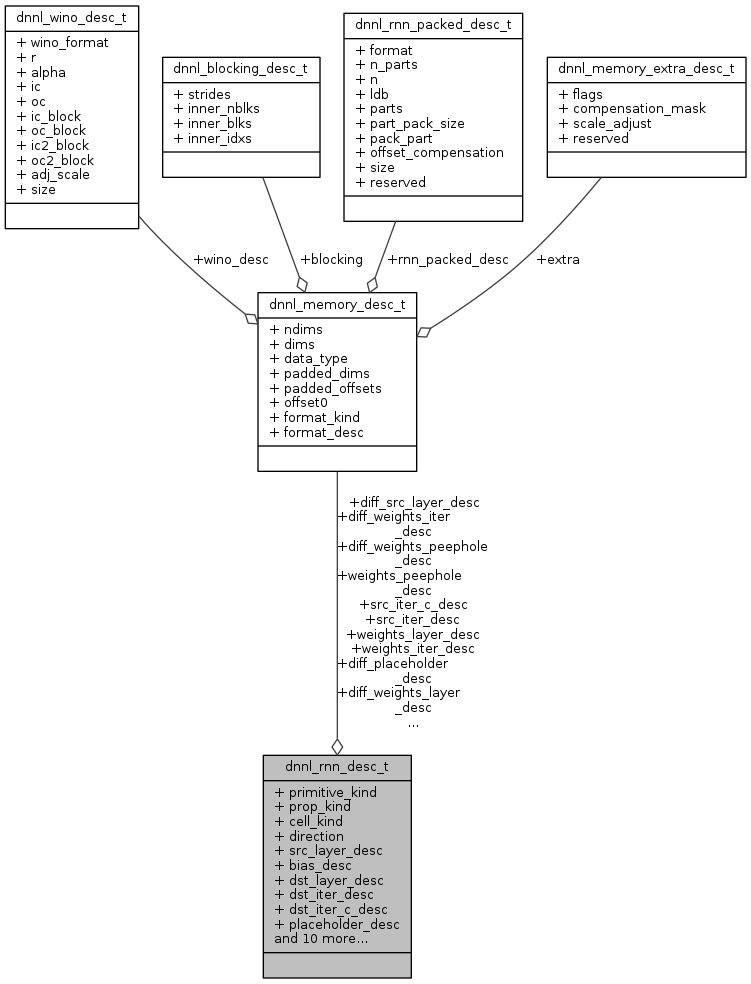 dnnl_wino_desc_t
+ wino_format
+ r
+ alpha
+ ic
+ oc
+ ic_block
+ oc_block
+ ic2_block
+ oc2_block
+ adj_scale
+ size
dnnl_blocking_desc_t
+ strides
+ inner_nblks
+ inner_blks
+ inner_idxs
dnnl_rnn_packed_desc_t
+ format
+ n_parts
+ n
+ ldb
+ parts
+ part_pack_size
+ pack_part
+ offset_compensation
+ size
+ reserved
dnnl_memory_extra_desc_t
+ flags
+ compensation_mask
+ scale_adjust
+ reserved
+wino_desc
+blocking
+rnn_packed_desc
+extra
dnnl_memory_desc_t
+ ndims
+ dims
+ data_type
+ padded_dims
+ padded_offsets
+ offset0
+ format_kind
+ format_desc
+diff_src_layer_desc
+diff_weights_iter
_desc
+diff_weights_peephole
_desc
+weights_peephole
_desc
+src_iter_c_desc
+src_iter_desc
+weights_layer_desc
+weights_iter_desc
+diff_placeholder
_desc
+diff_weights_layer
_desc
...
dnnl_rnn_desc_t
+ primitive_kind
+ prop_kind
+ cell_kind
+ direction
+ src_layer_desc
+ bias_desc
+ dst_layer_desc
+ dst_iter_desc
+ dst_iter_c_desc
+ placeholder_desc
and 10 more...